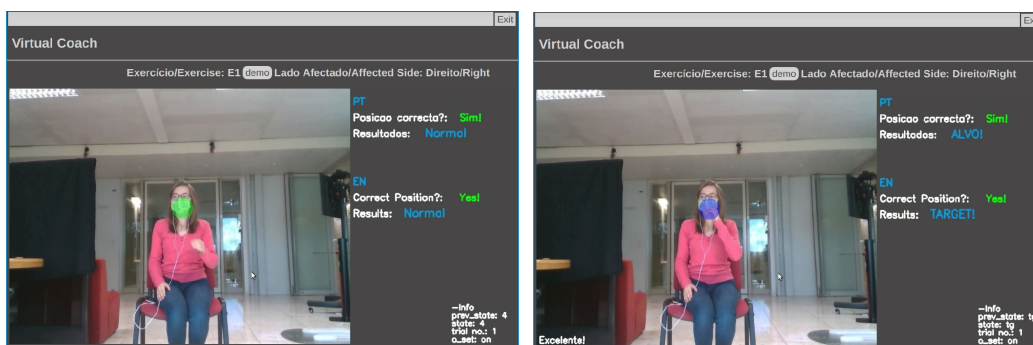 Exit
Virtual Coach
Exercício/Exercise: E1 demo Lado Afectado/Affected Side: Direito/Right
PT
Posicao correcta?: Sim!
Resultados: Normal
EN
Correct Position?: Yes!
Results: Normal
-Info
prev_state: 4
state: 4
trial no.: 1
o_set: on
Ex
Virtual Coach
Exercício/Exercise: E1 demo Lado Afectado/Affected Side: Direito/Right
PT
Posicao correcta?: Sim!
Resultados: ALVO!
EN
Correct Position?: Yes!
Results: TARGET!
-Info
prev_state: t
state: tg
trial no.: 1
o_set: on
Excelente!